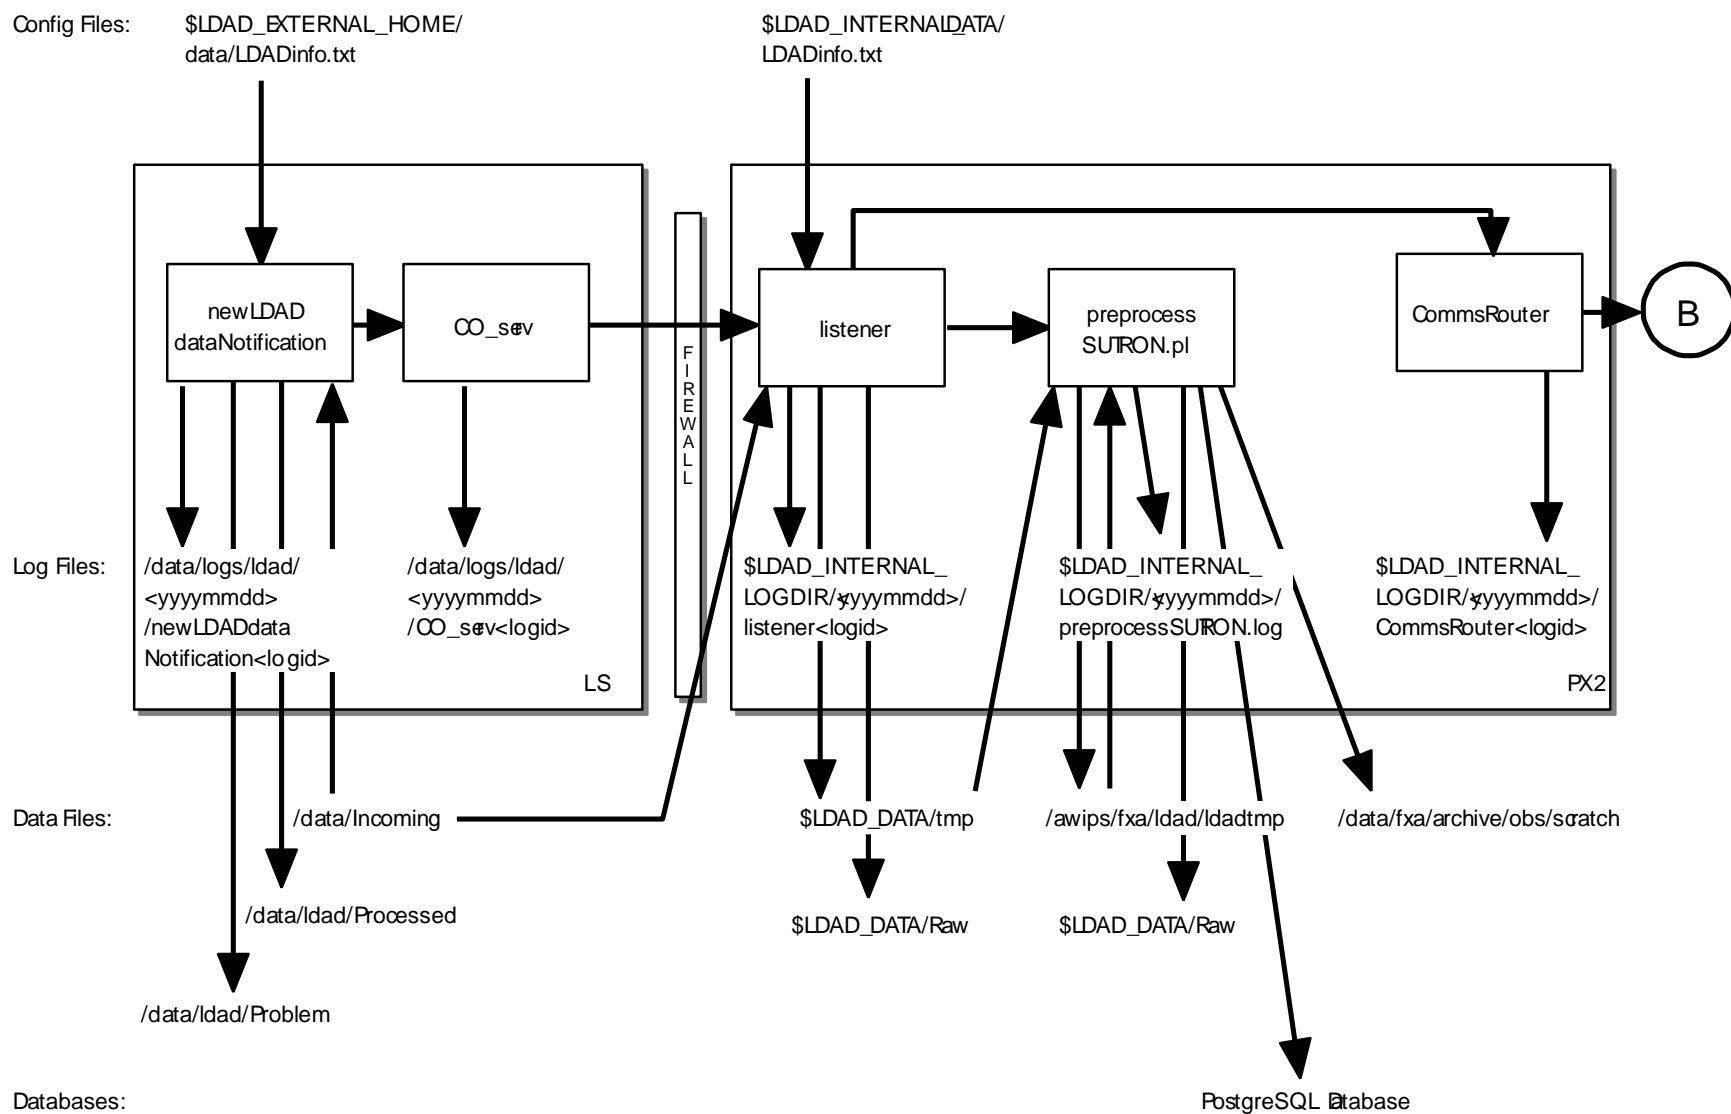 Config Files:
$LDAD_EXTERNAL_HOME/
data/LDADinfo.txt
$LDAD_INTERNALDATA/
LDADinfo.txt
newLDAD
dataNotification
CO_serv
FIREWALL
listener
preprocess
SUTRON.pl
CommsRouter
B
Log Files:
/data/logs/ldad/
<yyyymmdd>
/newLDADdata
Notification<logid>
/data/logs/ldad/
<yyyymmdd>
/CO_serv<logid>
$LDAD_INTERNAL_
LOGDIR/<yyyymmdd>/
listener<logid>
$LDAD_INTERNAL_
LOGDIR/<yyyymmdd>/
preprocessSUTRON.log
$LDAD_INTERNAL_
LOGDIR/<yyyymmdd>/
CommsRouter<logid>
LS
PX2
Data Files:
/data/Incoming
$LDAD_DATA/tmp
/awips/fxa/ldad/ldadtmp
/data/fxa/archive/obs/scratch
/data/ldad/Processed
$LDAD_DATA/Raw
$LDAD_DATA/Raw
/data/ldad/Problem
Databases:
PostgreSQL Database